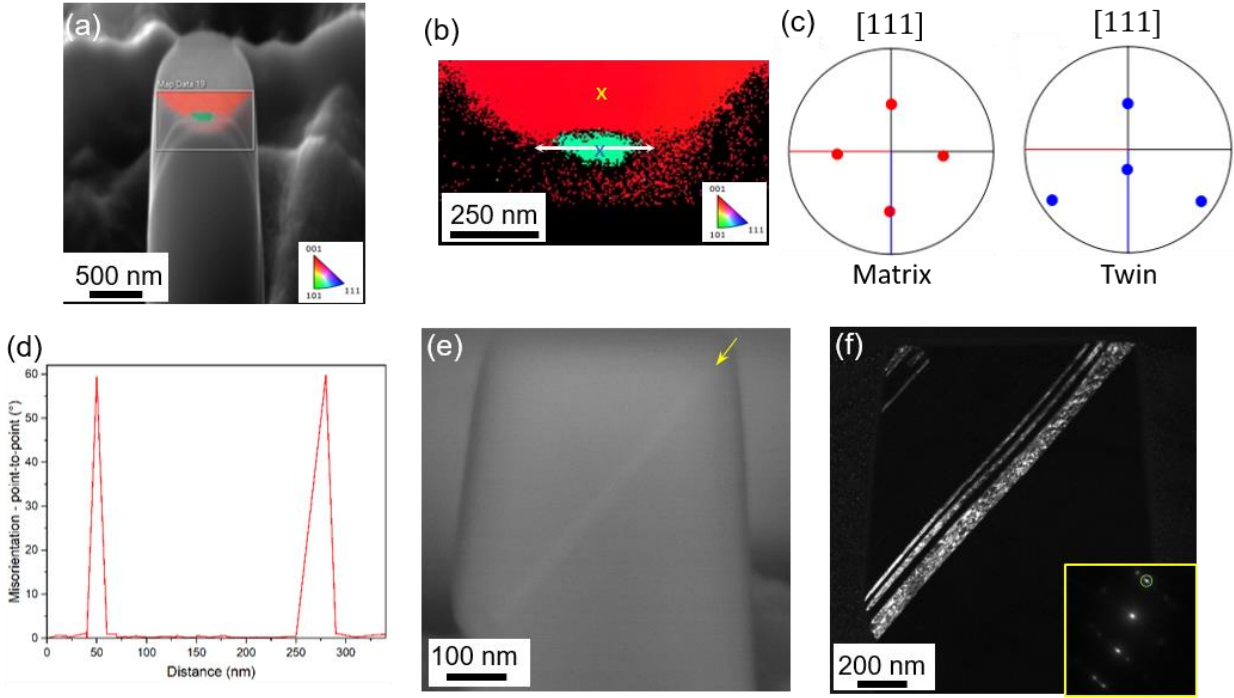 (a)
Map Data 19
001
101
111
500 nm
(b)
x
x
250 nm
001
101
111
(c)
[111]
[111]
Matrix
Twin
(d)
Misorientation - point-to-point (°)
60
50
40
30
20
10
0
0
50
100
150
200
250
300
Distance (nm)
(e)
100 nm
(f)
200 nm